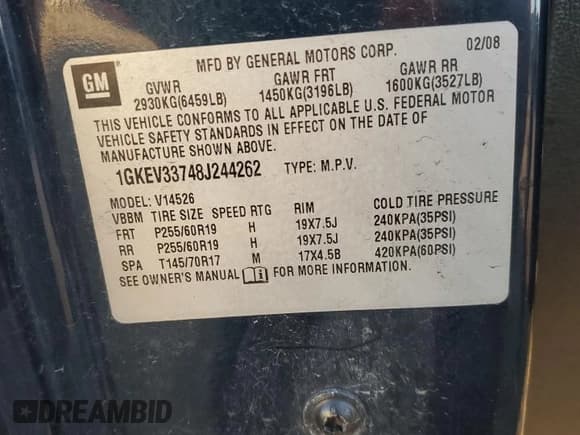 MFD BY GENERAL MOTORS CORP. 02/08
GM
GVWR GAWR FRT GAWR RR
2930KG(6459LB) 1450KG(3196LB) 1600KG(3527LB)
THIS VEHICLE CONFORMS TO ALL APPLICABLE U.S. FEDERAL MOTOR
VEHICLE SAFETY STANDARDS IN EFFECT ON THE DATE OF
MANUFACTURE SHOWN ABOVE.
1GKEV33748J244262 TYPE: M.P.V.
MODEL: V14526
VBBM TIRE SIZE SPEED RTG RIM COLD TIRE PRESSURE
FRT P255/60R19 H 19X7.5J 240KPA(35PSI)
RR P255/60R19 H 19X7.5J 240KPA(35PSI)
SPA T145/70R17 M 17X4.5B 420KPA(60PSI)
SEE OWNER'S MANUAL i FOR MORE INFORMATION.
DREAMBID